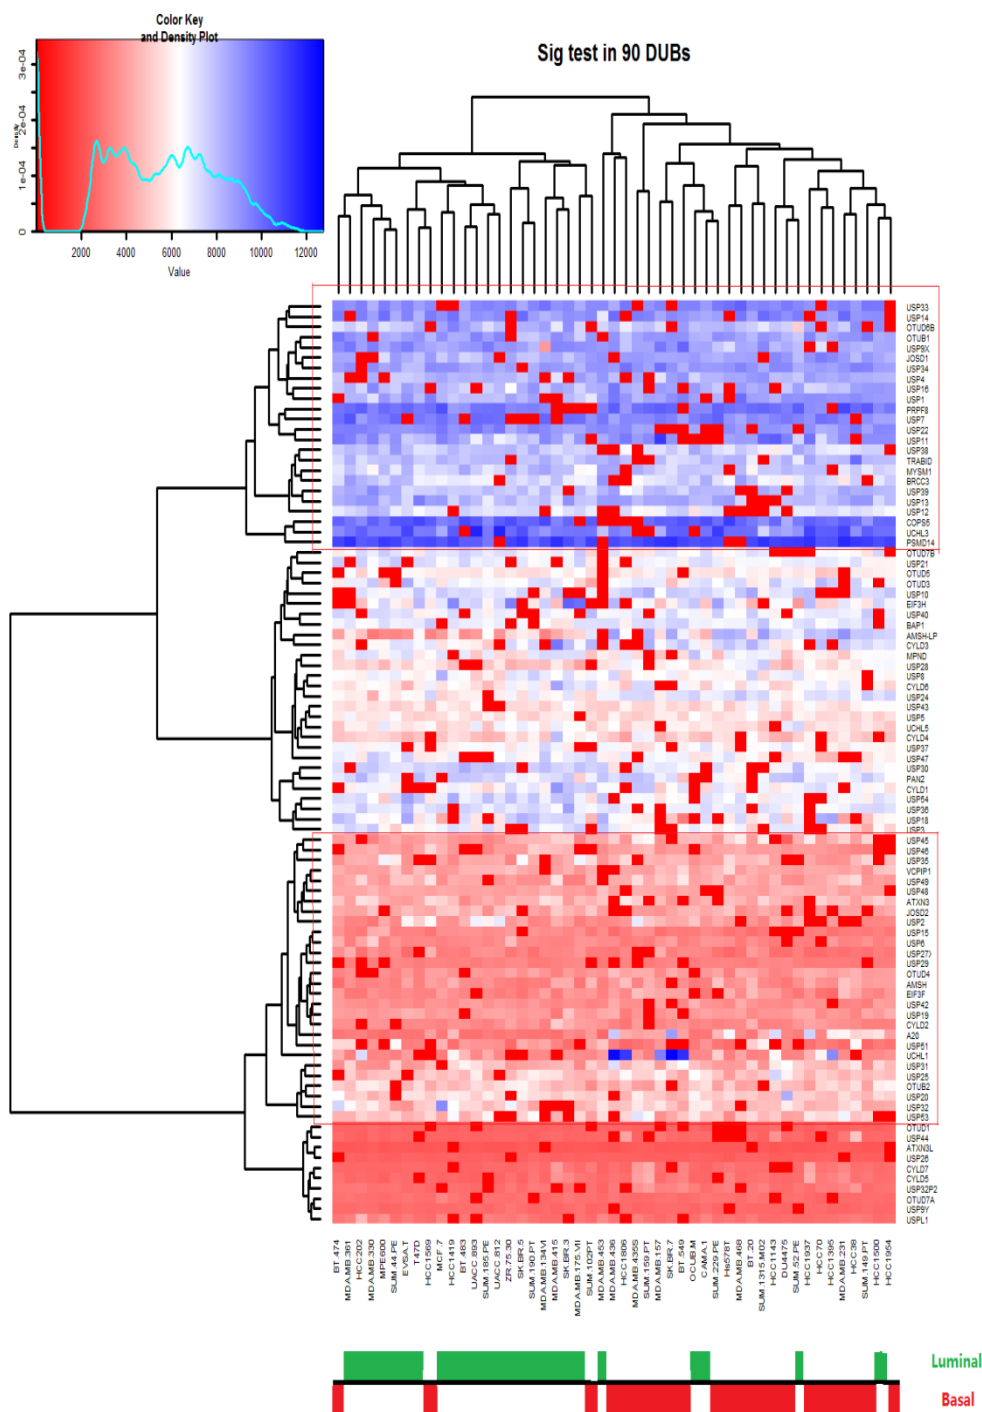 Color Key
and Density Plot
Sig test in 90 DUBs
3e-04
2e-04
1e-04
0
Density
2000 4000 6000 8000 10000 12000
Value
USP33
USP14
OTUD6B
OTUB1
USP9X
JOSD1
USP34
USP4
USP16
USP1
PRPF8
USP7
USP22
USP11
USP38
TRABID
MYSM1
BRCC3
USP39
USP13
USP12
COPS5
UCHL3
PSMD14
OTUD7B
USP21
OTUD5
OTUD3
USP10
EIF3H
USP40
BAP1
AMSH-LP
CYLD3
MPND
USP28
USP8
CYLD6
USP24
USP43
USP5
UCHL5
CYLD4
USP37
USP47
USP30
PAN2
CYLD1
USP54
USP36
USP18
USP3
USP45
USP46
USP35
VCPIP1
USP49
USP48
ATXN3
JOSD2
USP2
USP15
USP6
USP27X
USP29
OTUD4
AMSH
EIF3F
USP42
USP19
CYLD2
A20
USP51
UCHL1
USP31
USP25
OTUB2
USP20
USP32
USP53
OTUD1
USP44
ATXN3L
USP26
CYLD7
CYLD5
USP32P2
OTUD7A
USP9Y
USPL1
BT.474
MDA.MB.361
HCC202
MDA.MB.330
MPE600
SUM.44.PE
EVSA.T
T47D
HCC1569
MCF.7
HCC1419
BT.483
UACC.893
SUM.185.PE
UACC.812
ZR.75.30
SK.BR.5
SUM.190.PT
MDA.MB.134VI
MDA.MB.415
SK.BR.3
MDA.MB.175.VII
SUM.102PT
MDA.MB.453
MDA.MB.436
HCC1806
MDA.MB.435S
SUM.159.PT
MDA.MB.157
SK.BR.7
BT.549
OCUB.M
CAMA.1
SUM.229.PE
Hs578T
MDA.MB.468
BT.20
SUM.1315.M02
HCC1143
DU4475
SUM.52.PE
HCC1937
HCC70
HCC1395
MDA.MB.231
HCC38
SUM.149.PT
HCC1500
HCC1954
Luminal
Basal